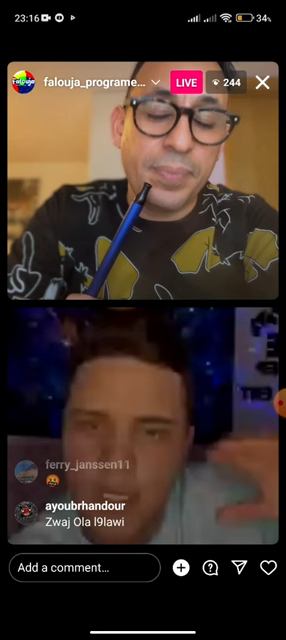 23:16
34%
falouja_programe...
LIVE
244
ferry_janssen11
ayoubrhandour
Zwaj Ola l9lawi
Add a comment...